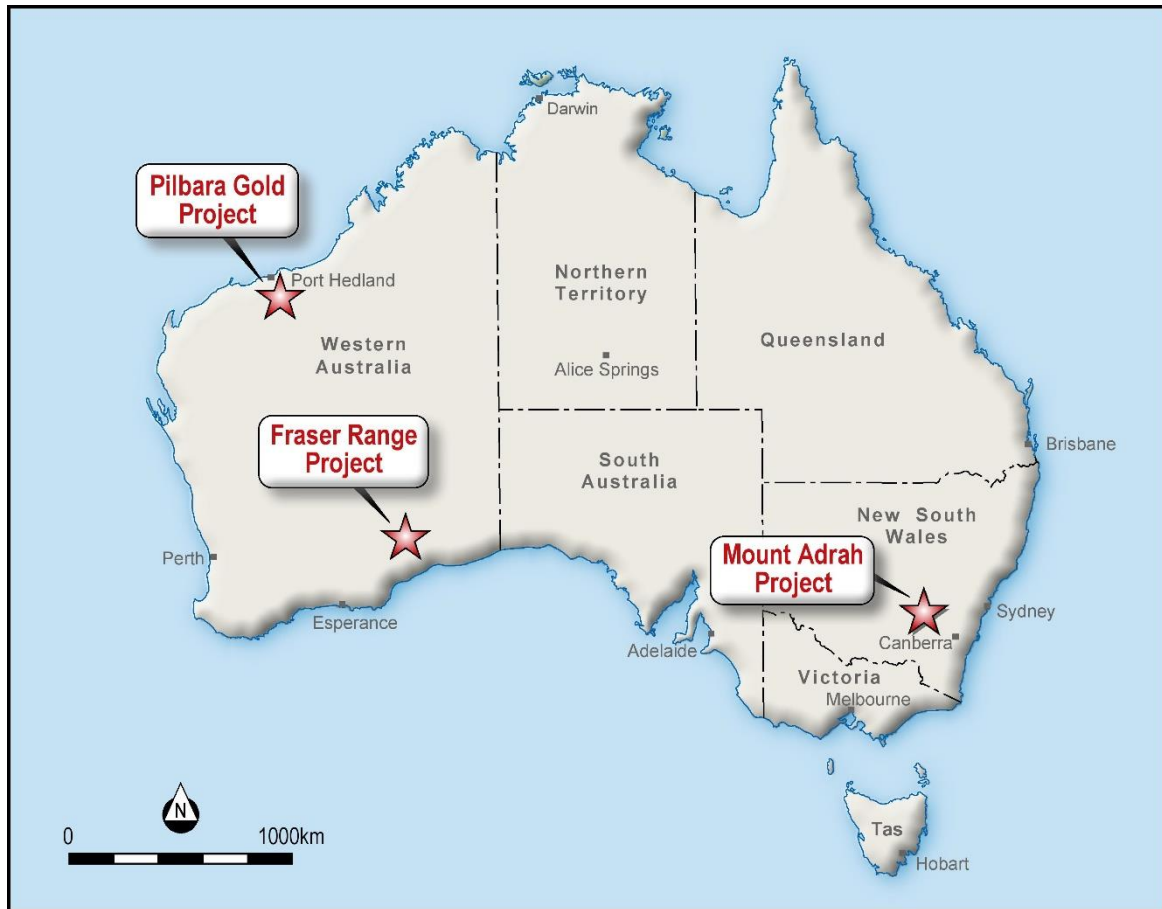 Darwin
Pilbara Gold
Project
Port Hedland
Northern
Territory
Western
Australia
Queensland
Alice Springs
Fraser Range
Project
South
Australia
Brisbane
New South
Wales
Mount Adrah
Project
Perth
Esperance
Sydney
Adelaide
Canberra
Victoria
Melbourne
N
0 1000km
Tas
Hobart